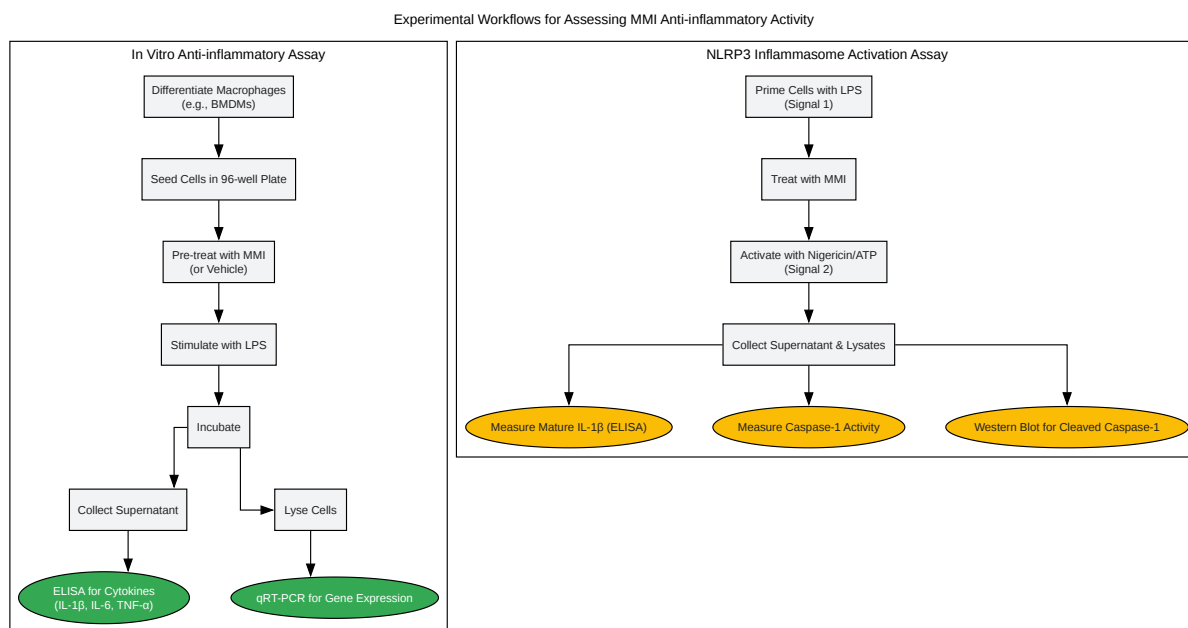 Experimental Workflows for Assessing MMI Anti-inflammatory Activity
In Vitro Anti-inflammatory Assay
Differentiate Macrophages
(e.g., BMDMs)
Seed Cells in 96-well Plate
Pre-treat with MMI
(or Vehicle)
Stimulate with LPS
Incubate
Collect Supernatant
Lyse Cells
ELISA for Cytokines
(IL-1β, IL-6, TNF-α)
qRT-PCR for Gene Expression
NLRP3 Inflammasome Activation Assay
Prime Cells with LPS
(Signal 1)
Treat with MMI
Activate with Nigericin/ATP
(Signal 2)
Collect Supernatant & Lysates
Measure Mature IL-1β (ELISA)
Measure Caspase-1 Activity
Western Blot for Cleaved Caspase-1